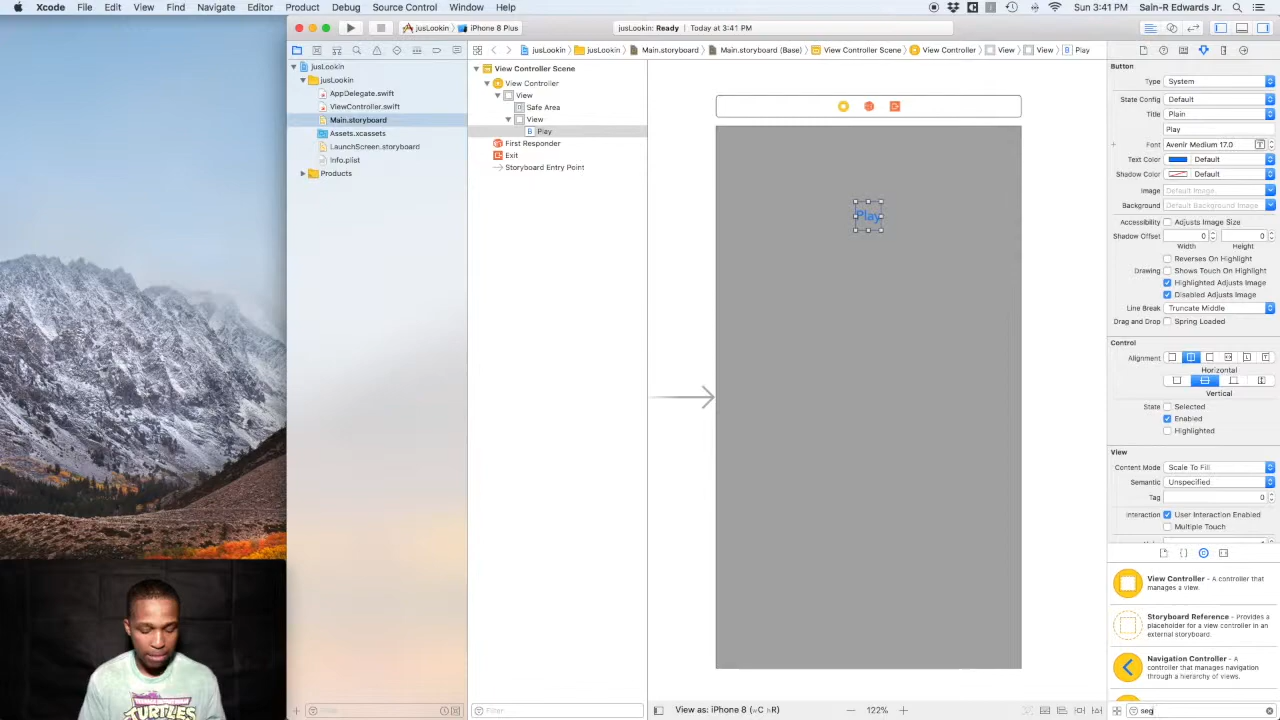 Xcode File Edit View Find Navigate Editor Product Debug Source Control Window Help
Sun 3:41 PM Sain-R Edwards Jr.
jusLookin iPhone 8 Plus
jusLookin: Ready | Today at 3:41 PM
jusLookin jusLookin Main.storyboard Main.storyboard (Base) View Controller Scene View Controller View View Play
jusLookin
jusLookin
AppDelegate.swift
ViewController.swift
Main.storyboard
Assets.xcassets
LaunchScreen.storyboard
Info.plist
Products
View Controller Scene
View Controller
View
Safe Area
View
B Play
First Responder
Exit
Storyboard Entry Point
Play
Button
Type System
State Config Default
Title Plain
Play
Font Avenir Medium 17.0
Text Color Default
Shadow Color Default
Image Default Image
Background Default Background Image
Accessibility Adjusts Image Size
Shadow Offset 0 0
Width Height
Reverses On Highlight
Drawing Shows Touch On Highlight
Highlighted Adjusts Image
Disabled Adjusts Image
Line Break Truncate Middle
Drag and Drop Spring Loaded
Control
Alignment
Horizontal
Vertical
State Selected
Enabled
Highlighted
View
Content Mode Scale To Fill
Semantic Unspecified
Tag 0
Interaction User Interaction Enabled
Multiple Touch
View Controller - A controller that
manages a view.
Storyboard Reference - Provides a
placeholder for a view controller in an
external storyboard.
Navigation Controller - A
controller that manages navigation
through a hierarchy of views.
Filter
Filter
View as: iPhone 8 (wC hR)
122%
seg
TURTLES